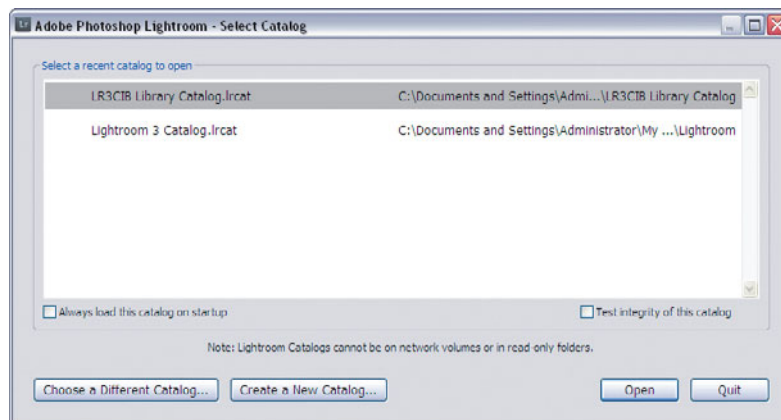 Lr Adobe Photoshop Lightroom - Select Catalog
Select a recent catalog to open
LR3CIB Library Catalog.lrcat C:\Documents and Settings\Admi...\LR3CIB Library Catalog
Lightroom 3 Catalog.lrcat C:\Documents and Settings\Administrator\My ...\Lightroom
Always load this catalog on startup Test integrity of this catalog
Note: Lightroom Catalogs cannot be on network volumes or in read-only folders.
Choose a Different Catalog... Create a New Catalog... Open Quit